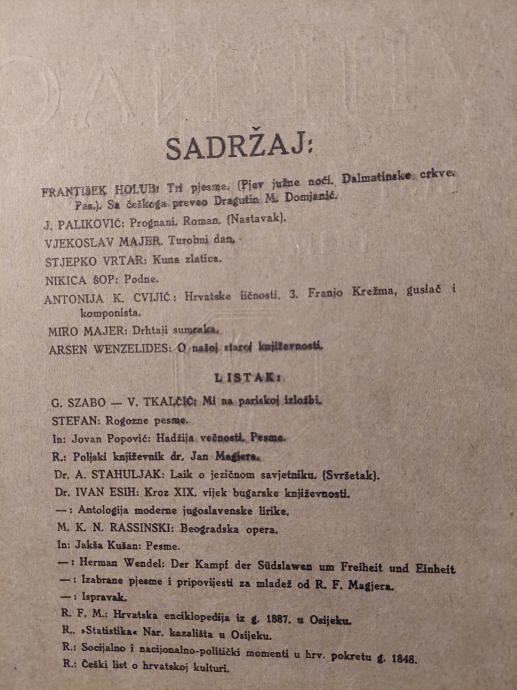 SADRŽAJ:
FRANTIŠEK HOLUB: Tri pjesme. (Pjev južne noći. Dalmatinske crkve.
Pas.). Sa češkoga preveo Dragutin M. Domjanić.
J. PALIKOVIĆ: Prognani. Roman. (Nastavak).
VJEKOSLAV MAJER. Turobni dan.
STJEPKO VRTAR: Kuna zlatica.
NIKICA ŠOP: Podne.
ANTONIJA K. CVIJIĆ: Hrvatske ličnosti. 3. Franjo Krežma, guslač i
komponista.
MIRO MAJER: Drhtaji sumraka.
ARSEN WENZELIDES: O našoj staroj književnosti.
LISTAK:
G. SZABO — V. TKALČIĆ: Mi na pariskoj izložbi.
STEFAN: Rogozne pesme.
In: Jovan Popović: Hadžija večnosti. Pesme.
R.: Poljski književnik dr. Jan Magiera.
Dr. A. STAHULJAK: Laik o jezičnom savjetniku. (Svršetak).
Dr. IVAN ESIH: Kroz XIX. vijek bugarske književnosti.
—: Antologija moderne jugoslavenske lirike.
M. K. N. RASSINSKI: Beogradska opera.
In: Jakša Kušan: Pesme.
—: Herman Wendel: Der Kampf der Südslawen um Freiheit und Einheit
—: Izabrane pjesme i pripovijesti za mladež od R. F. Magjera.
—: Ispravak.
R. F. M.: Hrvatska enciklopedija iz g. 1887. u Osijeku.
R.. »Statistika« Nar. kazališta u Osijeku.
R.: Socijalno i nacijonalno-politički momenti u hrv. pokretu g. 1848.
R.: Češki list o hrvatskoj kulturi.